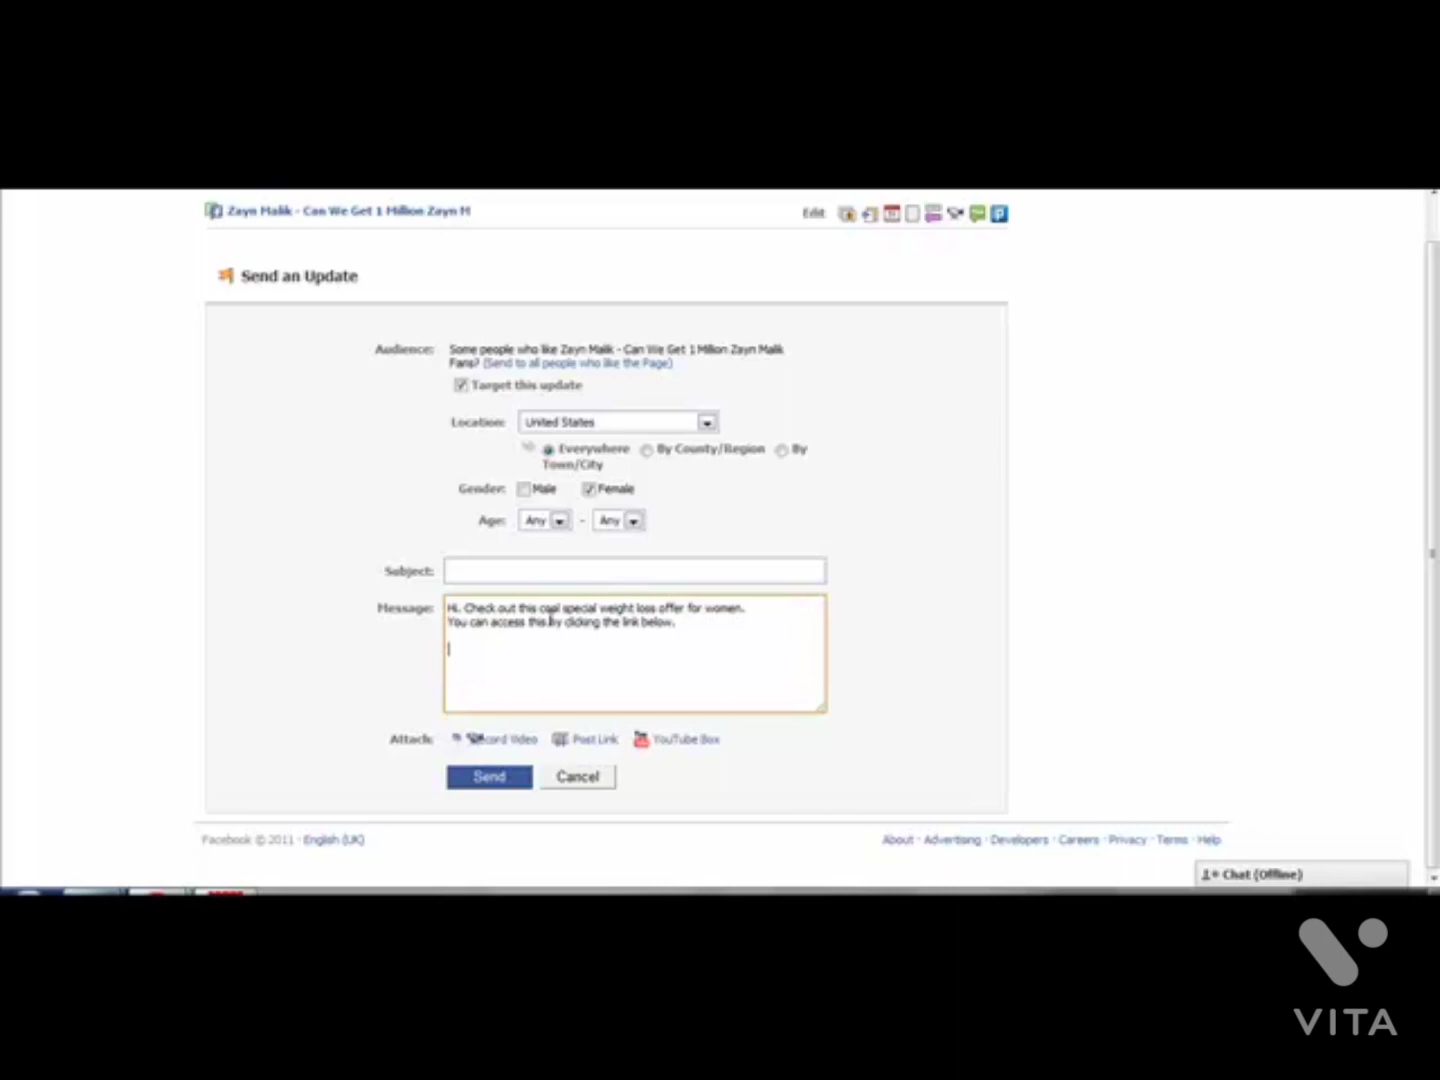 Zayn Malik - Can We Get 1 Million Zayn M
Edit
Send an Update
Audience: Some people who like Zayn Malik - Can We Get 1 Million Zayn Malik
Fans? (Send to all people who like the Page)
Target this update
Location: United States
Everywhere By County/Region By
Town/City
Gender: Male Female
Age: Any - Any
Subject:
Message: Hi. Check out this cool special weight loss offer for women.
You can access this by clicking the link below.
Attach: Video Post Link YouTube Box
Send Cancel
Facebook © 2011 · English (UK)
About · Advertising · Developers · Careers · Privacy · Terms · Help
Chat (Offline)
VITA